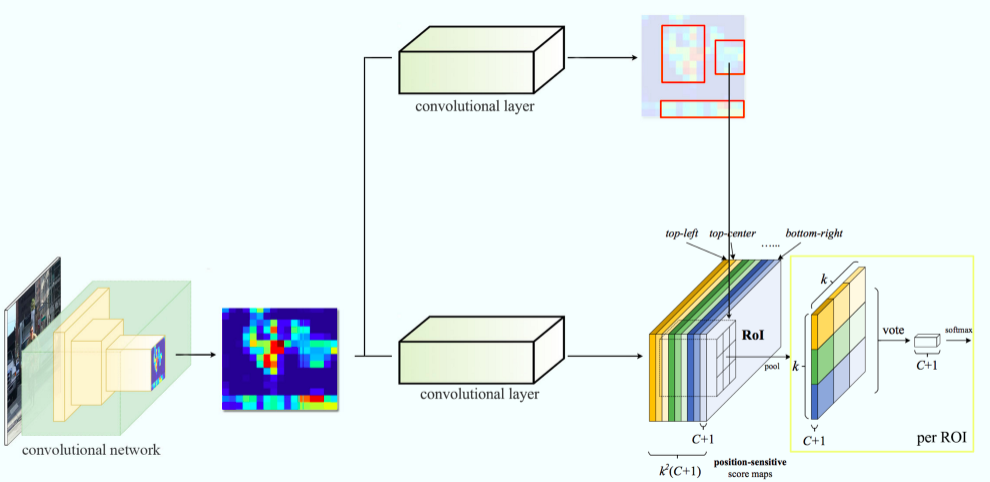 convolutional layer
top-left top-center bottom-right
......
k
RoI
vote
softmax
pool
k
convolutional layer
C+1
C+1
C+1
per ROI
convolutional network
k²(C+1)
position-sensitive
score maps